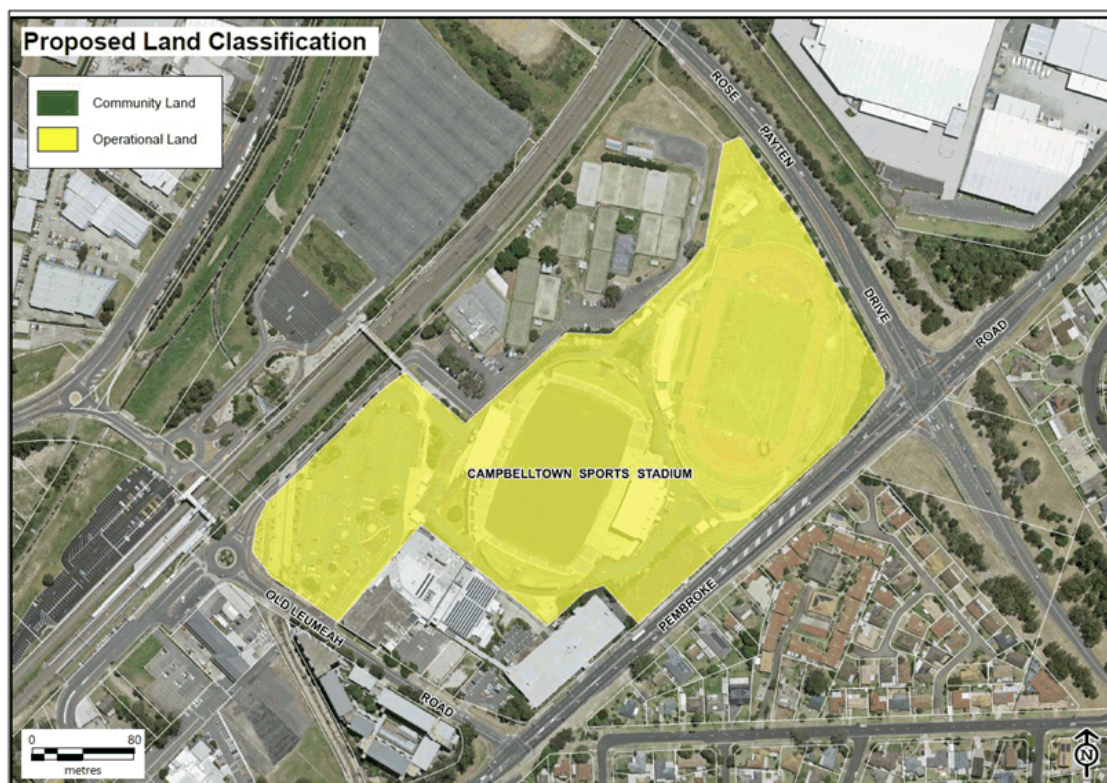 Proposed Land Classification
Community Land
Operational Land
ROSE
PAYTEN
DRIVE
ROAD
CAMPBELLTOWN SPORTS STADIUM
PEMBROKE
OLD LEUMEAH
ROAD
0 80
metres
N